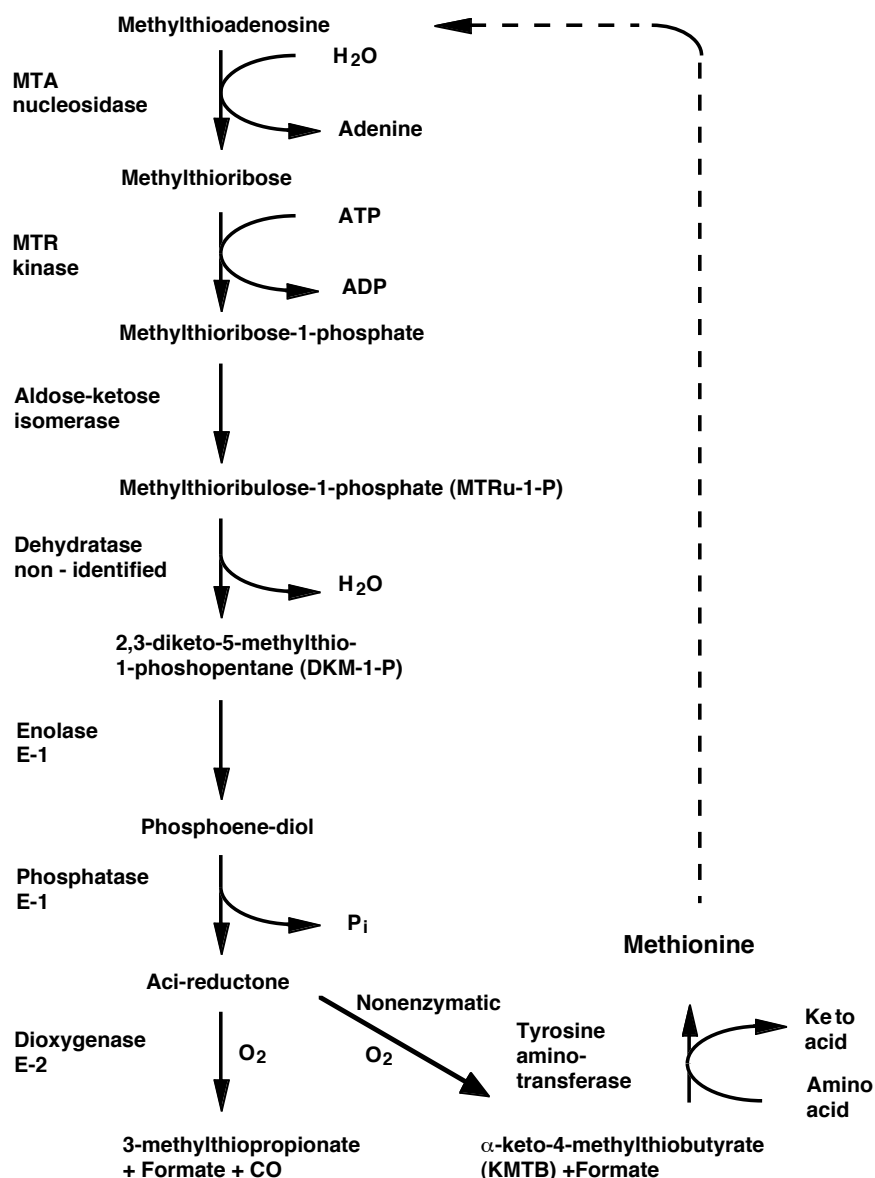 Methylthioadenosine
H2O
MTA
nucleosidase
Adenine
Methylthioribose
ATP
MTR
kinase
ADP
Methylthioribose-1-phosphate
Aldose-ketose
isomerase
Methylthioribulose-1-phosphate (MTRu-1-P)
Dehydratase
non - identified
H2O
2,3-diketo-5-methylthio-
1-phoshopentane (DKM-1-P)
Enolase
E-1
Phosphoene-diol
Phosphatase
E-1
Pi
Methionine
Aci-reductone
Nonenzymatic
Dioxygenase
E-2
O2
O2
Tyrosine
amino-
transferase
Keto
acid
Amino
acid
3-methylthiopropionate
+ Formate + CO
α-keto-4-methylthiobutyrate
(KMTB) +Formate